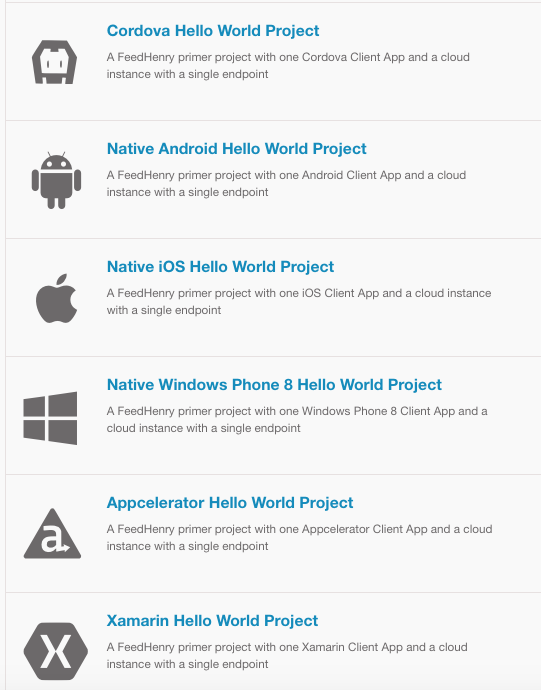 Cordova Hello World Project
A FeedHenry primer project with one Cordova Client App and a cloud
instance with a single endpoint
Native Android Hello World Project
A FeedHenry primer project with one Android Client App and a cloud
instance with a single endpoint
Native iOS Hello World Project
A FeedHenry primer project with one iOS Client App and a cloud instance
with a single endpoint
Native Windows Phone 8 Hello World Project
A FeedHenry primer project with one Windows Phone 8 Client App and a
cloud instance with a single endpoint
Appcelerator Hello World Project
A FeedHenry primer project with one Appcelerator Client App and a cloud
instance with a single endpoint
Xamarin Hello World Project
A FeedHenry primer project with one Xamarin Client App and a cloud
instance with a single endpoint